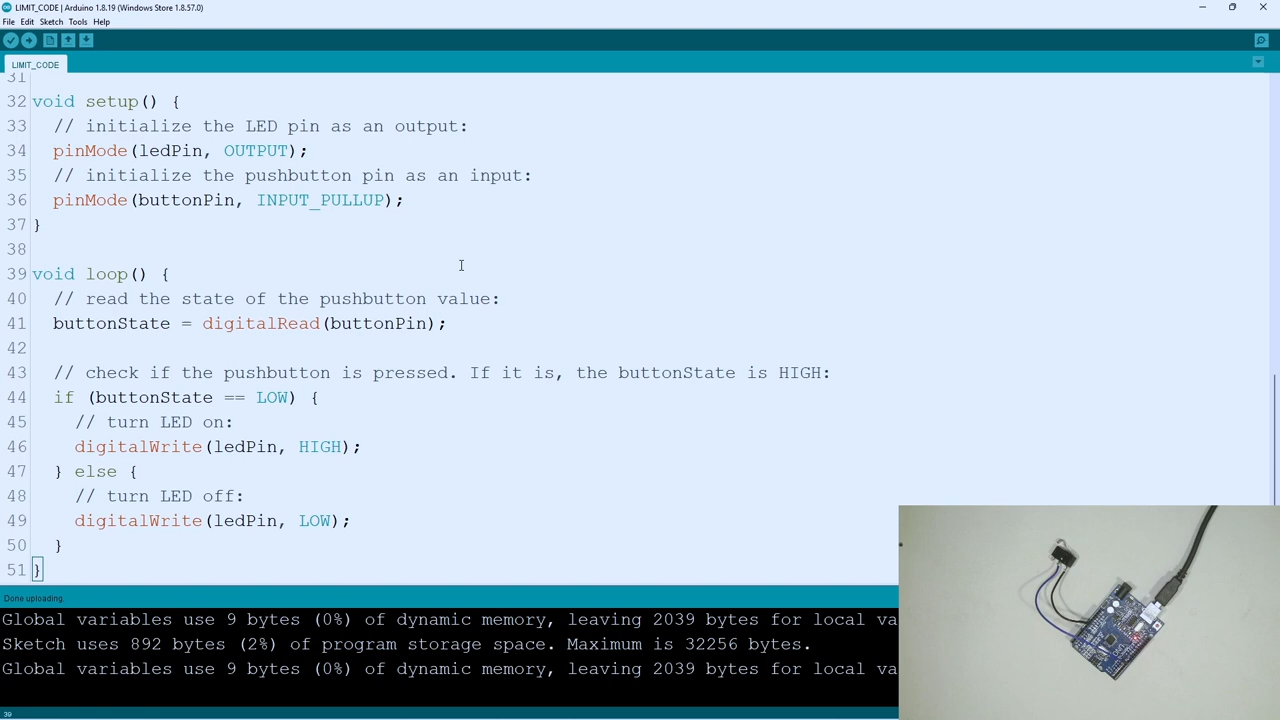 LIMIT_CODE | Arduino 1.8.19 (Windows Store 1.8.57.0)
File Edit Sketch Tools Help
LIMIT_CODE
31
32 void setup() {
33 // initialize the LED pin as an output:
34 pinMode(ledPin, OUTPUT);
35 // initialize the pushbutton pin as an input:
36 pinMode(buttonPin, INPUT_PULLUP);
37 }
38
39 void loop() {
40 // read the state of the pushbutton value:
41 buttonState = digitalRead(buttonPin);
42
43 // check if the pushbutton is pressed. If it is, the buttonState is HIGH:
44 if (buttonState == LOW) {
45 // turn LED on:
46 digitalWrite(ledPin, HIGH);
47 } else {
48 // turn LED off:
49 digitalWrite(ledPin, LOW);
50 }
51 }
Done uploading.
Global variables use 9 bytes (0%) of dynamic memory, leaving 2039 bytes for local va
Sketch uses 892 bytes (2%) of program storage space. Maximum is 32256 bytes.
Global variables use 9 bytes (0%) of dynamic memory, leaving 2039 bytes for local va
39